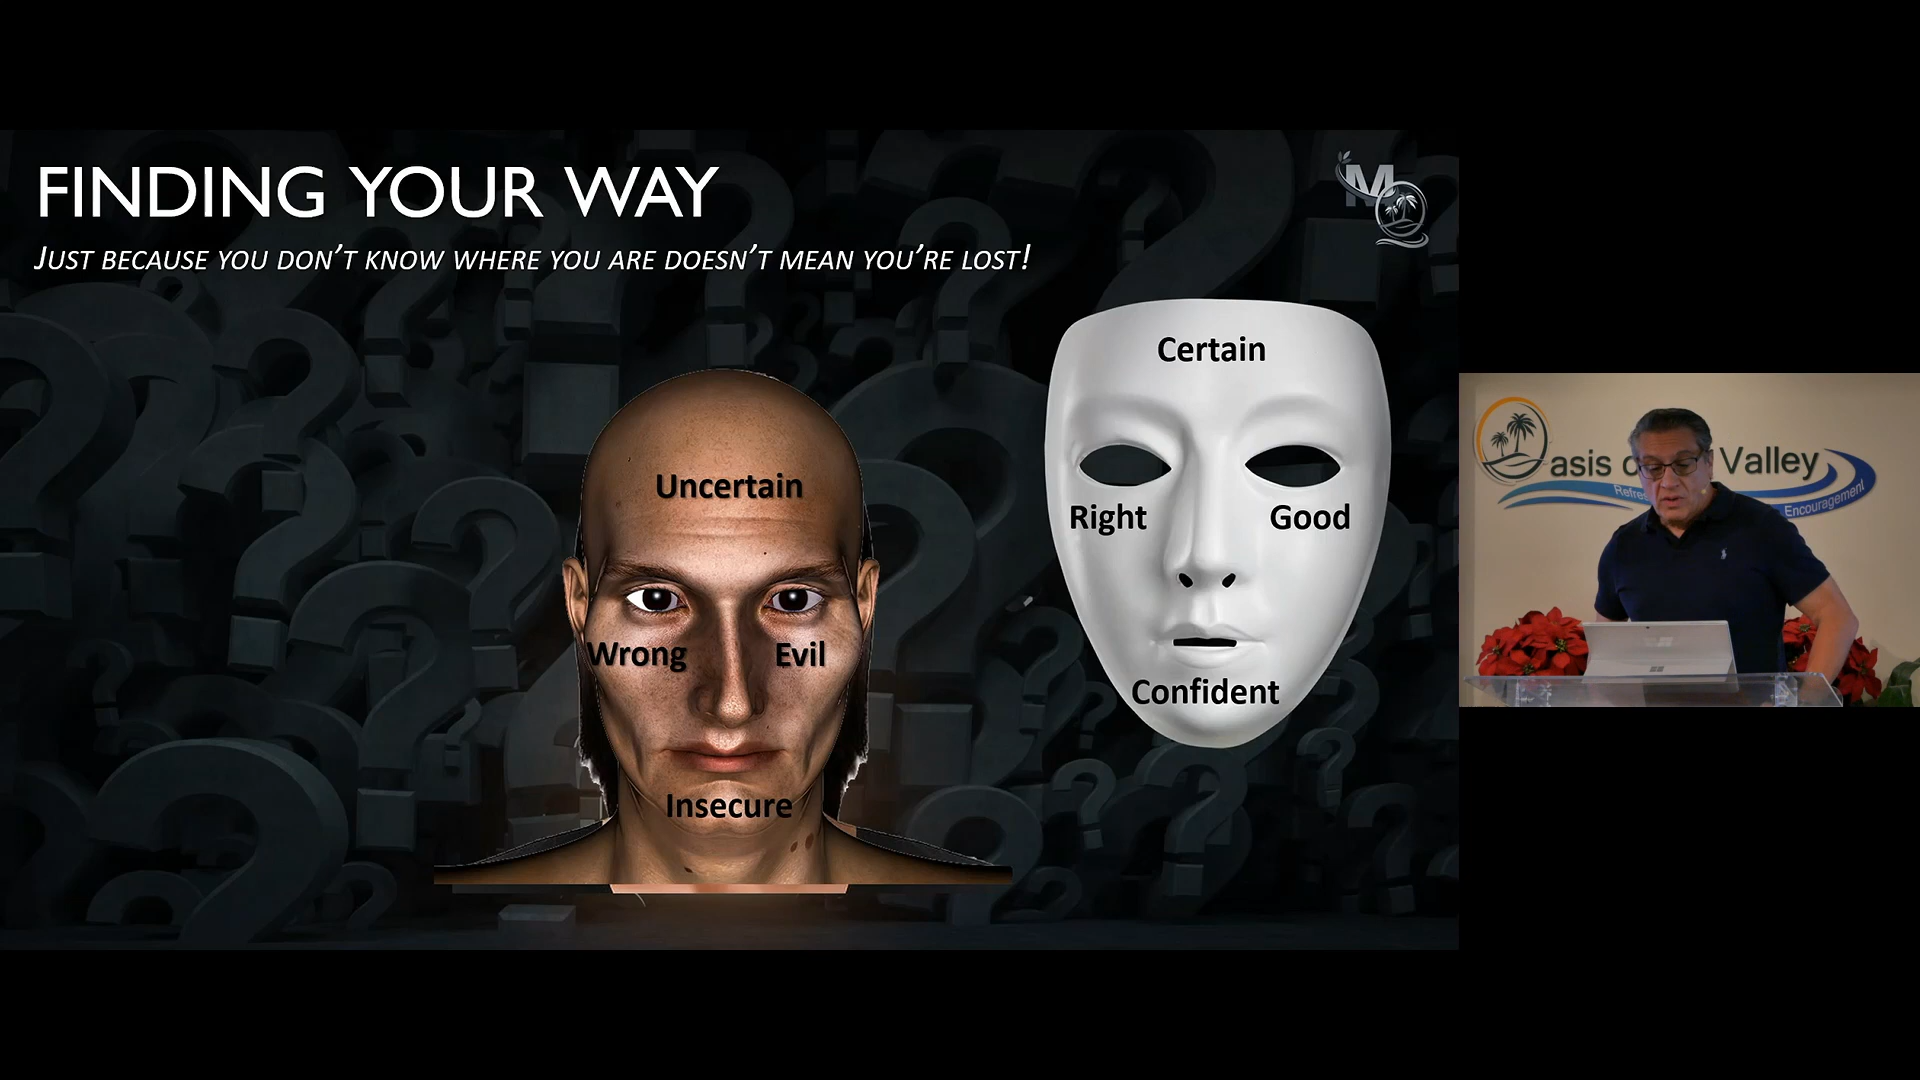 FINDING YOUR WAY
JUST BECAUSE YOU DON'T KNOW WHERE YOU ARE DOESN'T MEAN YOU'RE LOST!
M
Certain
Right Good
Confident
Uncertain
Wrong Evil
Insecure
asis Valley
Encouragement